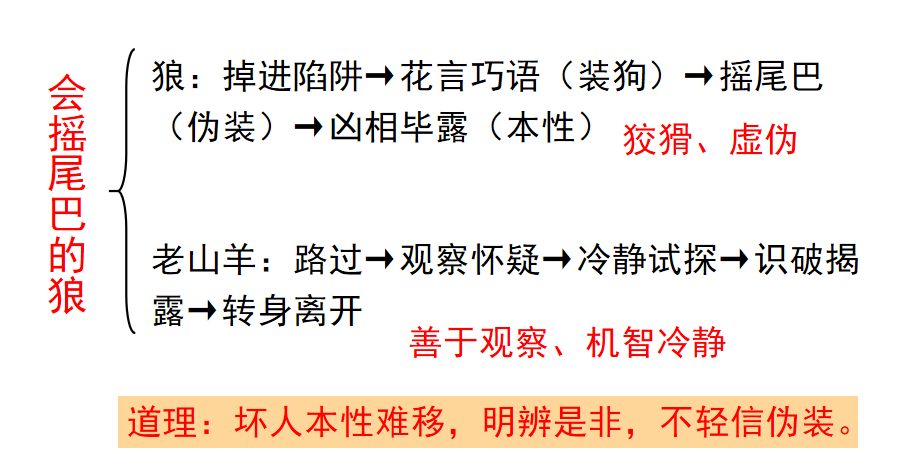 会摇尾巴的狼
狼：掉进陷阱→花言巧语（装狗）→摇尾巴
（伪装）→凶相毕露（本性）
狡猾、虚伪
老山羊：路过→观察怀疑→冷静试探→识破揭
露→转身离开
善于观察、机智冷静
道理：坏人本性难移，明辨是非，不轻信伪装。